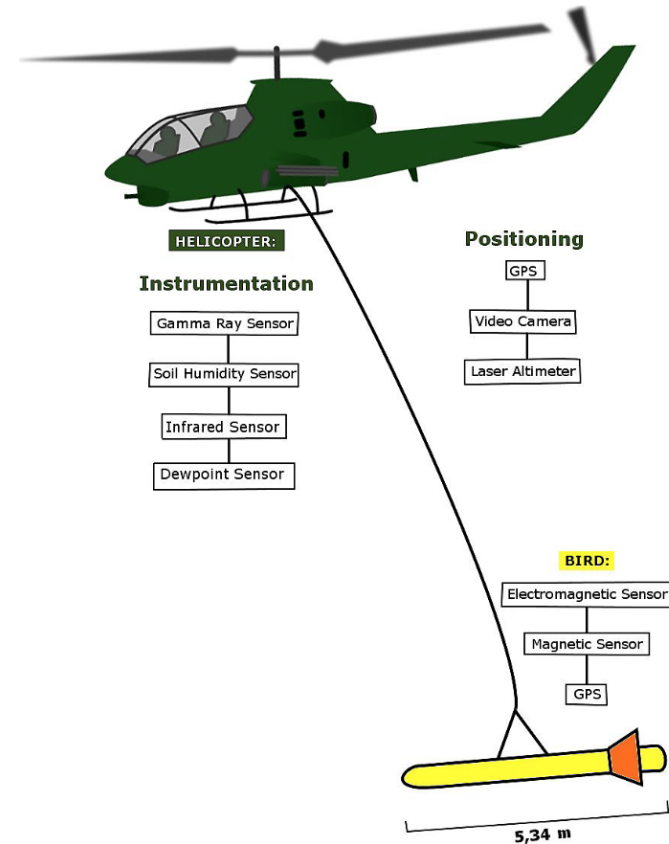 HELICOPTER:
Instrumentation
Gamma Ray Sensor
Soil Humidity Sensor
Infrared Sensor
Dewpoint Sensor
Positioning
GPS
Video Camera
Laser Altimeter
BIRD:
Electromagnetic Sensor
Magnetic Sensor
GPS
5,34 m